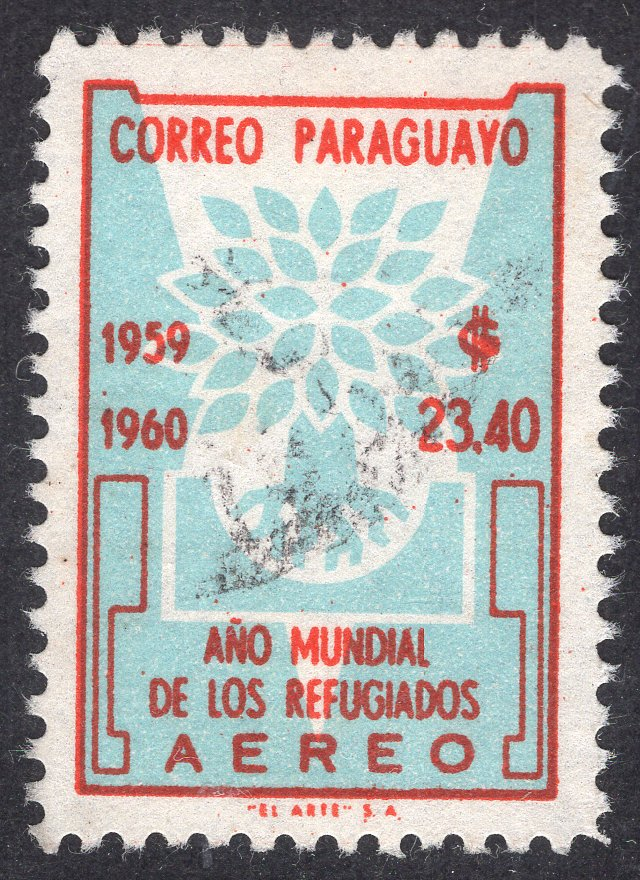 CORREO PARAGUAYO
1959
1960
$
23.40
AÑO MUNDIAL
DE LOS REFUGIADOS
AEREO
"EL ARTE" S.A.